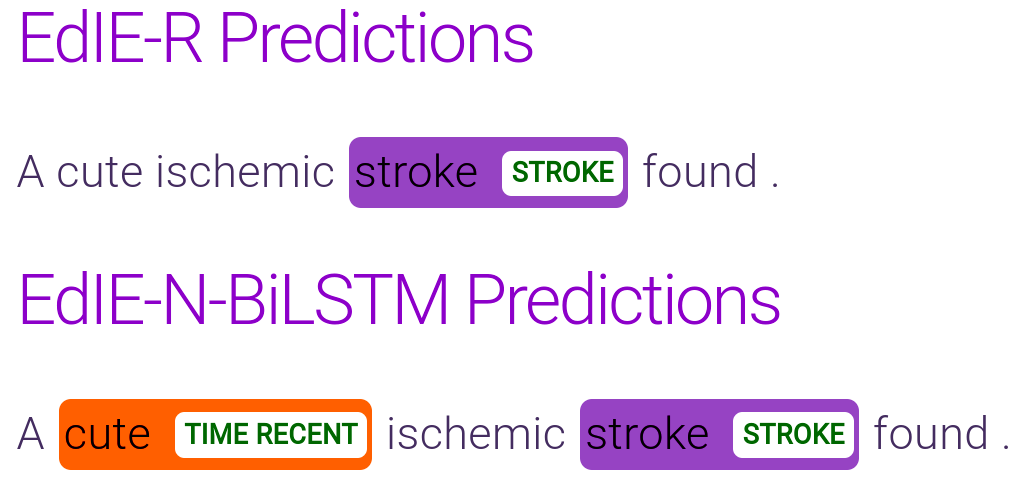 EdIE-R Predictions
A cute ischemic stroke STROKE found .
EdIE-N-BiLSTM Predictions
A cute TIME RECENT ischemic stroke STROKE found .